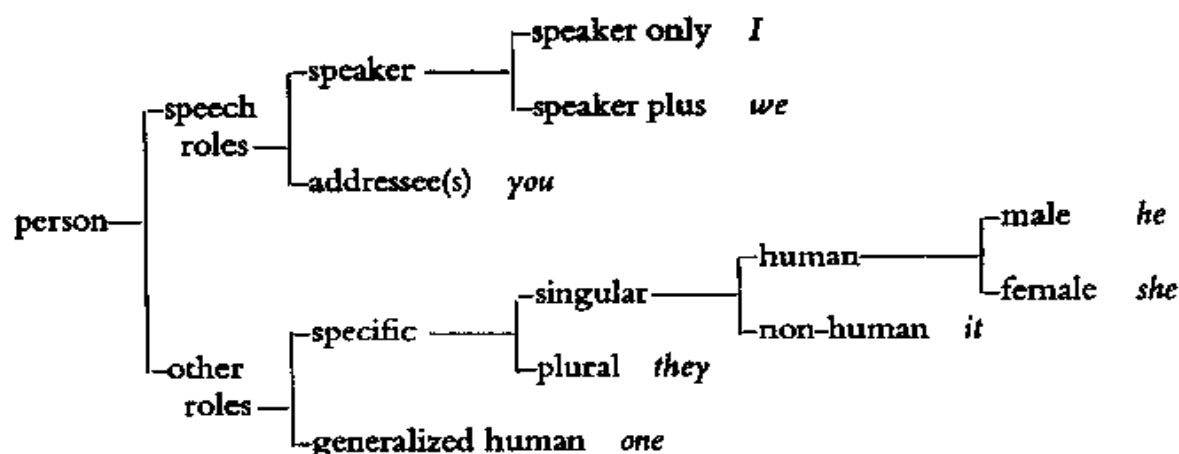 speaker only I
speaker
speech
speaker plus we
roles
addressee(s) you
person
male he
human
singular
female she
specific
non-human it
other
plural they
roles
generalized human one